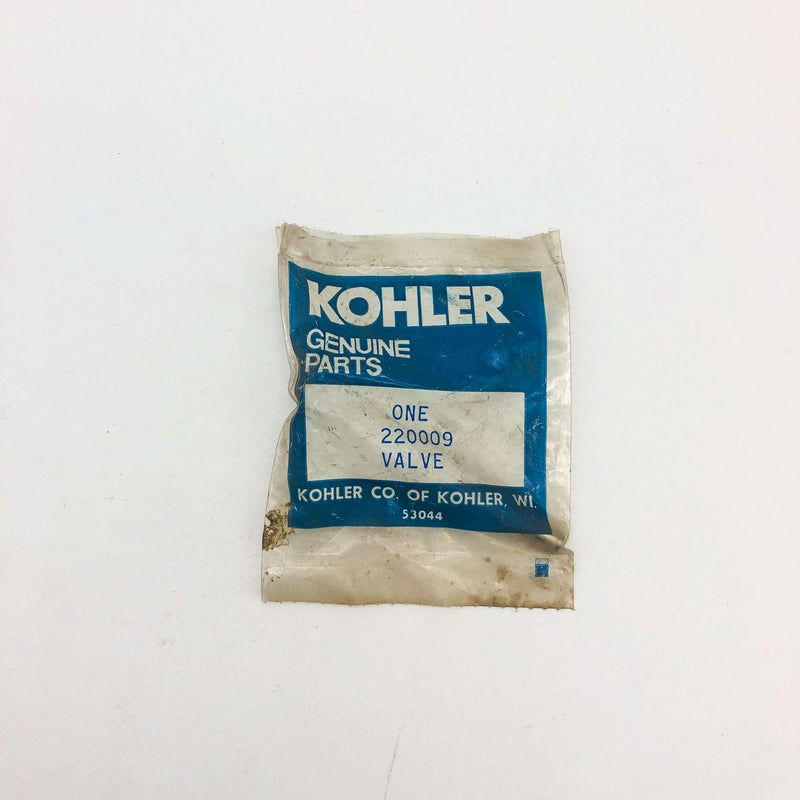 KOHLER
GENUINE
PARTS
ONE
220009
VALVE
KOHLER CO. OF KOHLER, WI.
53044